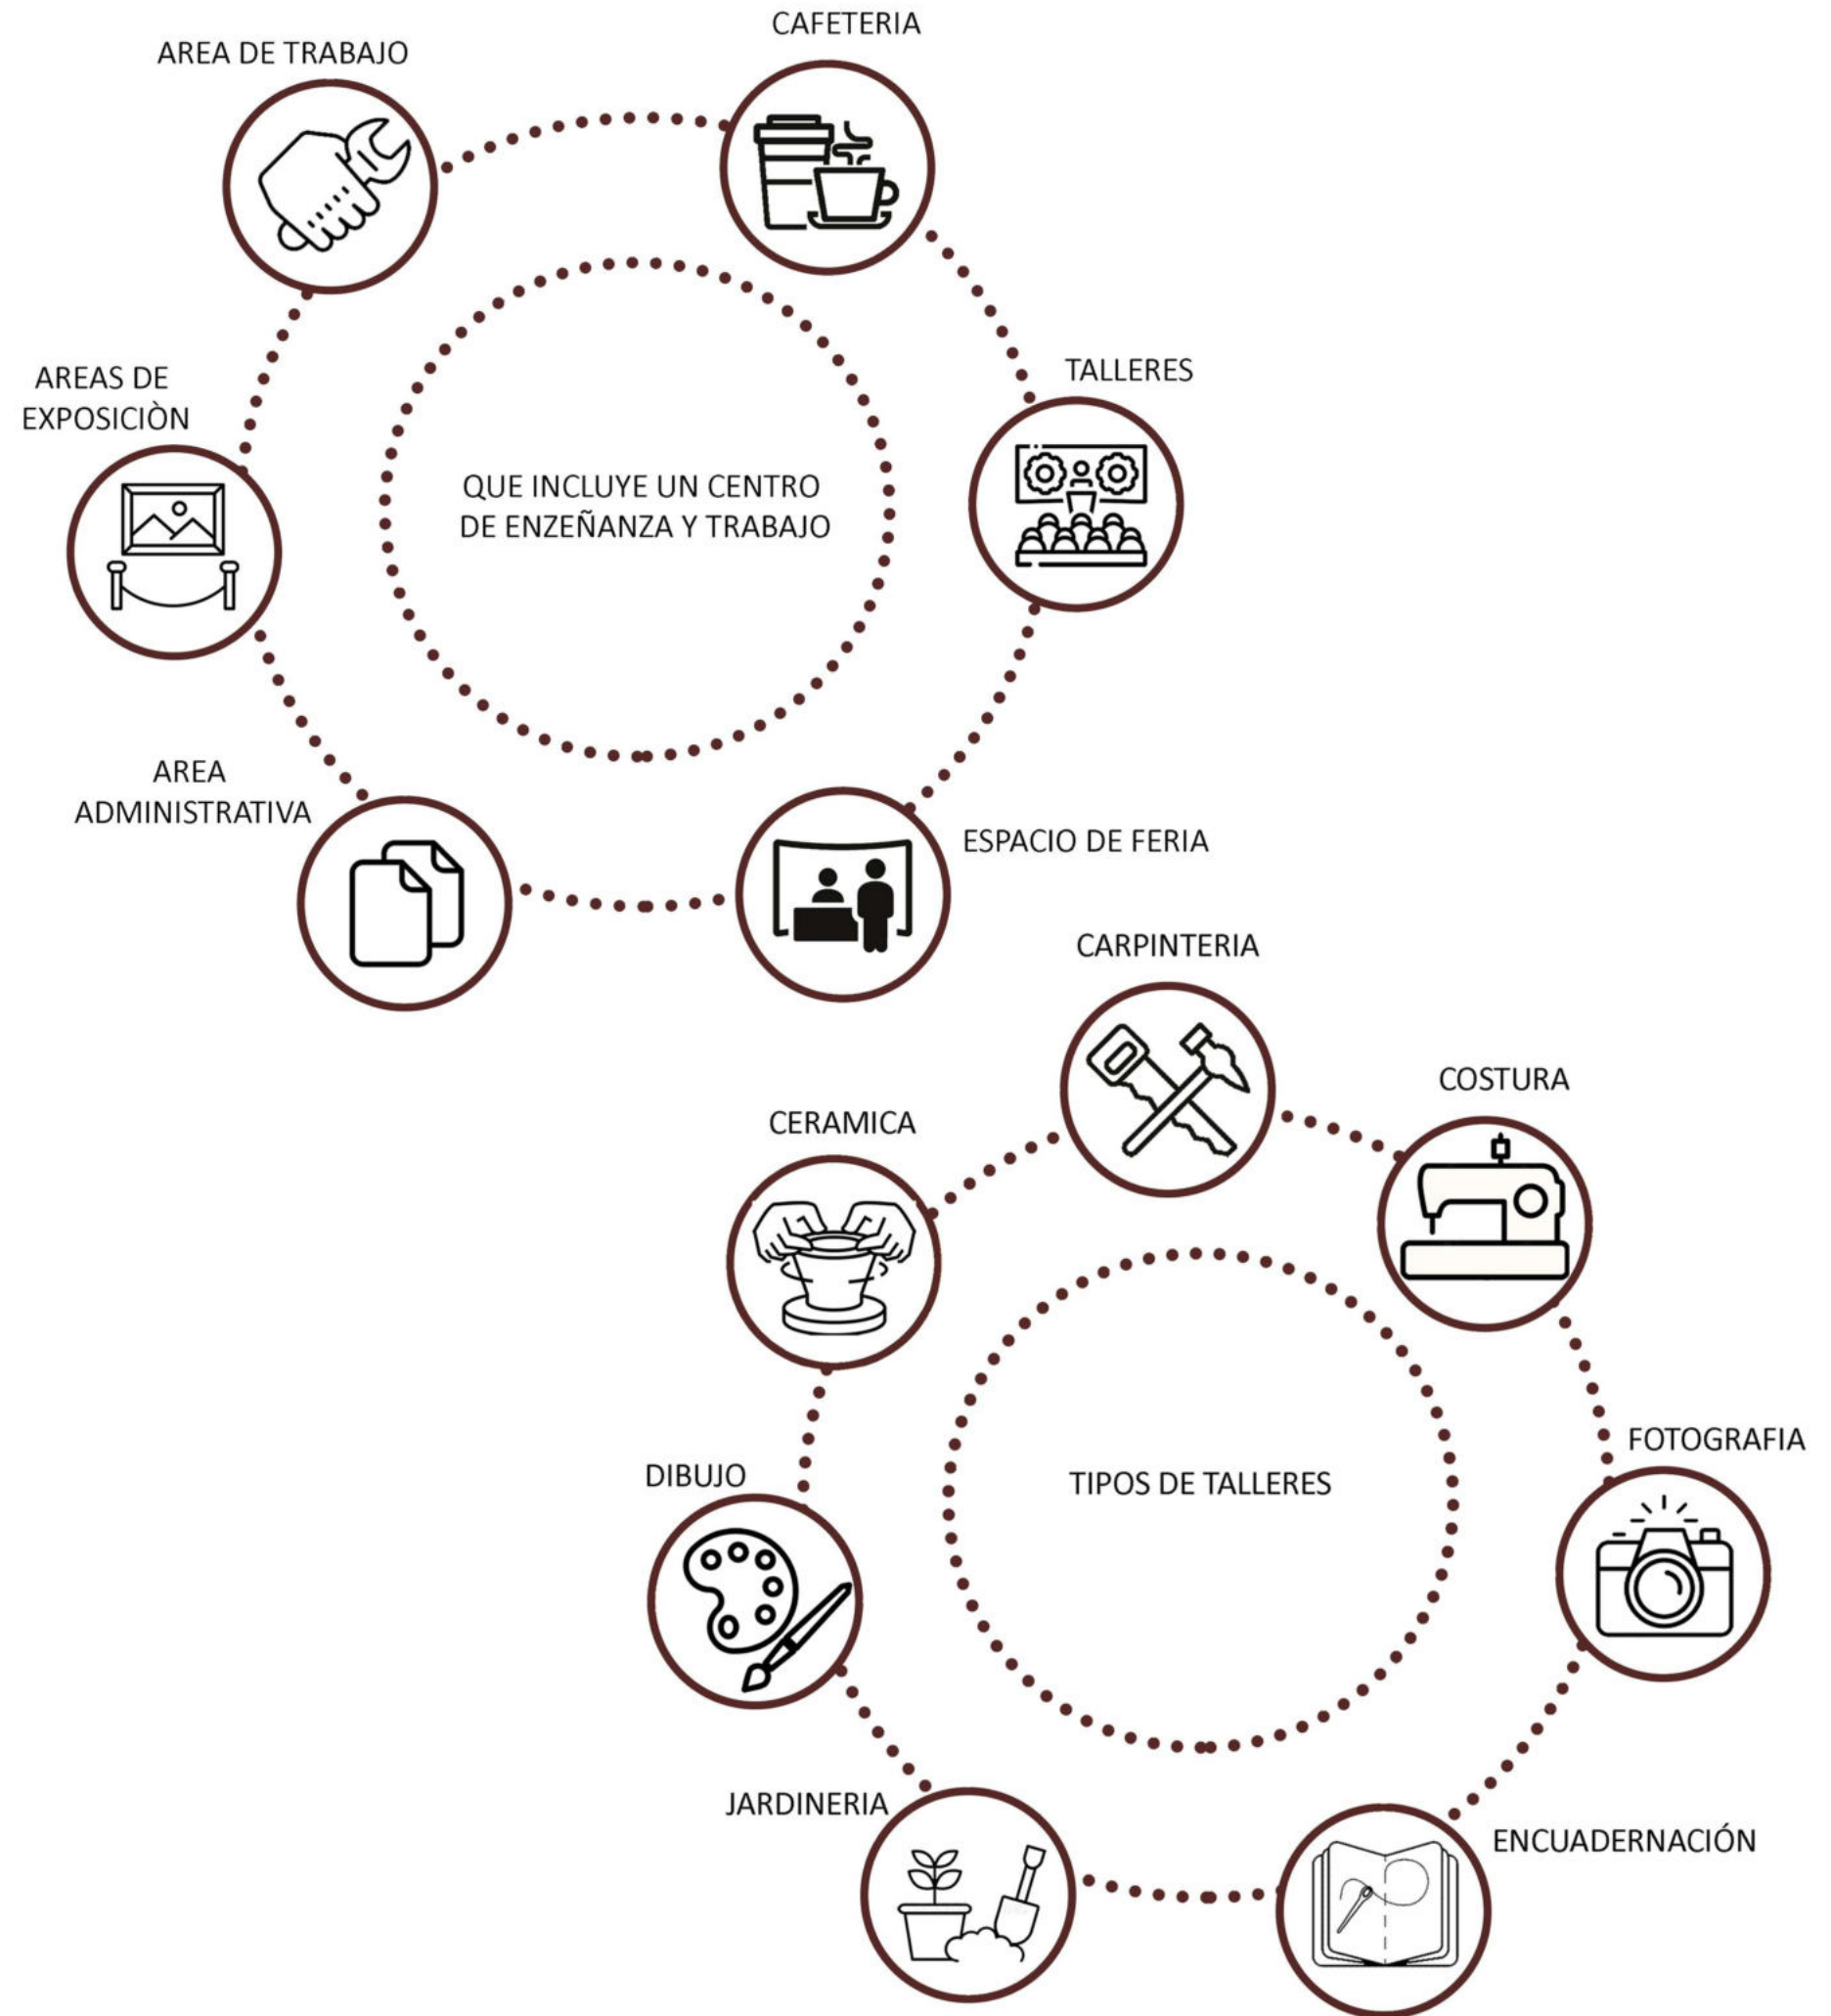 CAFETERIA
AREA DE TRABAJO
TALLERES
AREAS DE
EXPOSICIÒN
QUE INCLUYE UN CENTRO
DE ENZEÑANZA Y TRABAJO
AREA
ADMINISTRATIVA
ESPACIO DE FERIA
CARPINTERIA
COSTURA
CERAMICA
FOTOGRAFIA
DIBUJO
TIPOS DE TALLERES
JARDINERIA
ENCUADERNACIÓN